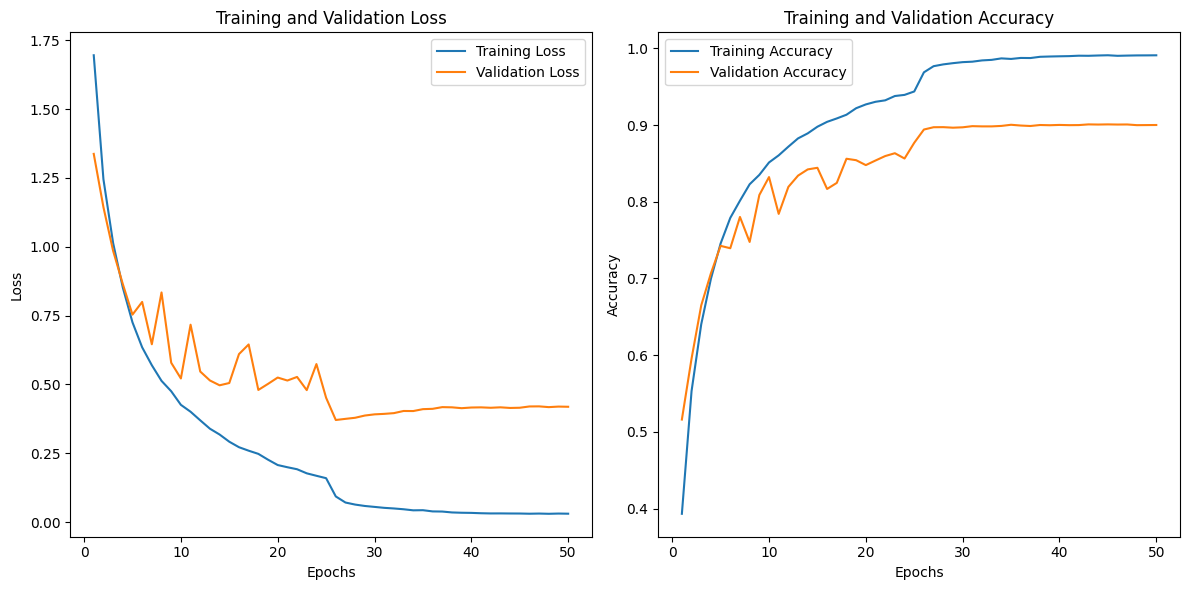 Training and Validation Loss
1.75
1.50
1.25
1.00
0.75
0.50
0.25
0.00
Loss
Training Loss
Validation Loss
0
10
20
30
40
50
Epochs
Training and Validation Accuracy
1.0
0.9
0.8
0.7
0.6
0.5
0.4
Accuracy
Training Accuracy
Validation Accuracy
0
10
20
30
40
50
Epochs